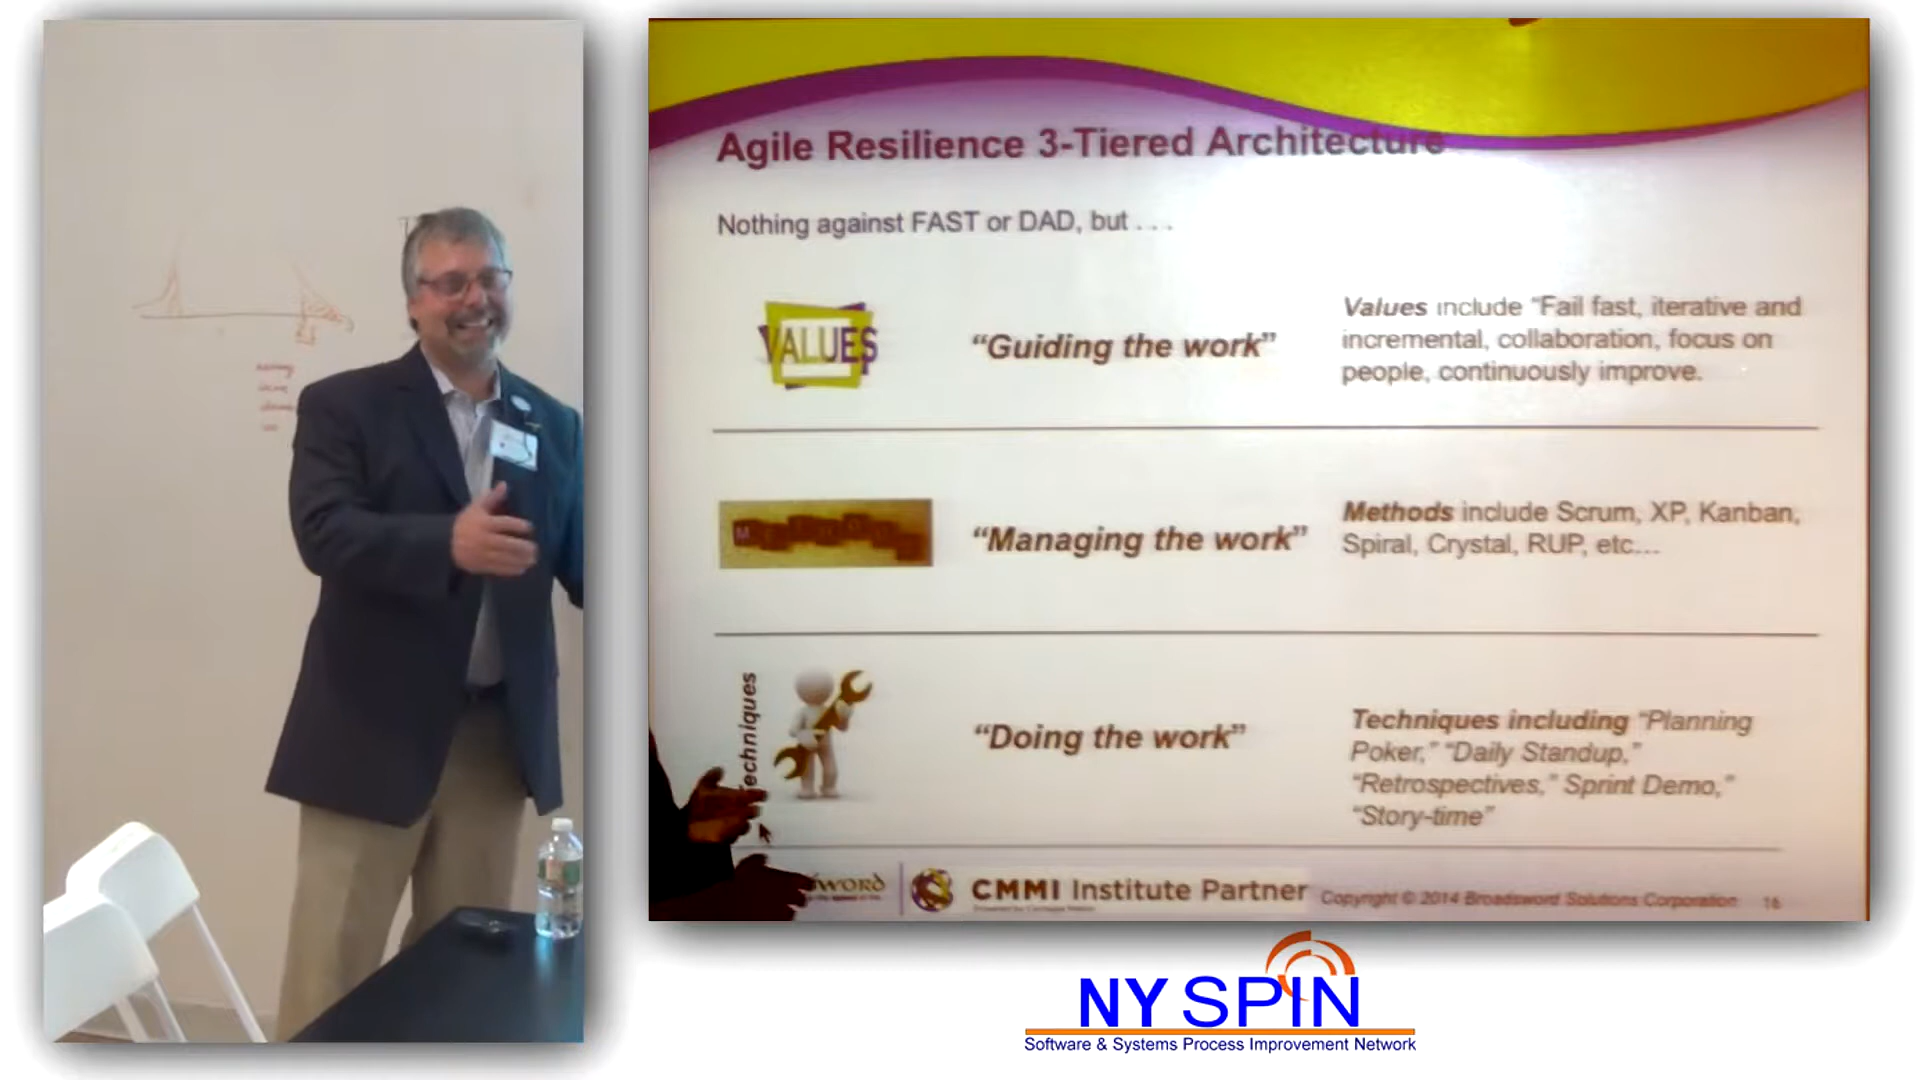 Agile Resilience 3-Tiered Architecture
Nothing against FAST or DAD, but . . .
VALUES
“Guiding the work”
Values include “Fail fast, iterative and
incremental, collaboration, focus on
people, continuously improve.
“Managing the work”
Methods include Scrum, XP, Kanban,
Spiral, Crystal, RUP, etc...
echniques
“Doing the work”
Techniques including “Planning
Poker,” “Daily Standup,”
“Retrospectives,” Sprint Demo,”
“Story-time”
CMMI Institute Partner
Copyright © 2014 Broadsword Solutions Corporation 16
NY SPIN
Software & Systems Process Improvement Network